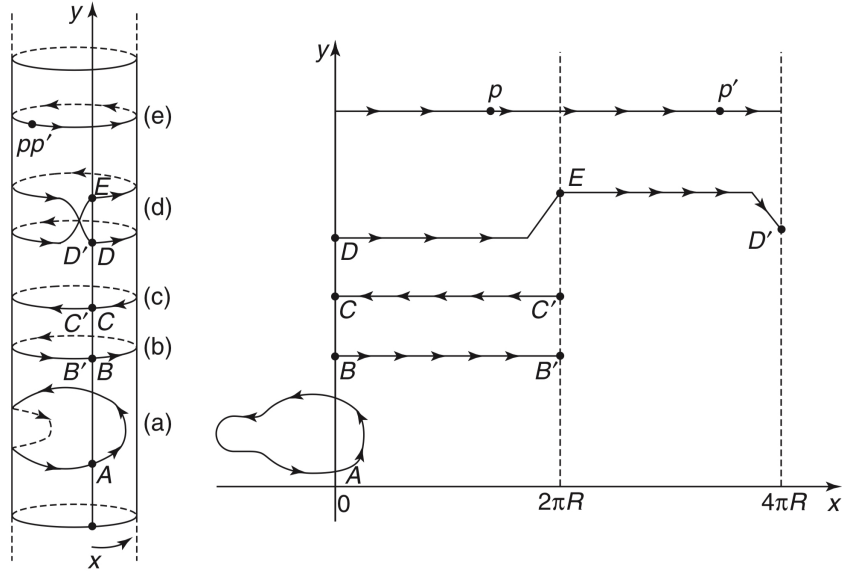 y
(e)
pp′
E
(d)
D′ D
(c)
C′ C
(b)
B′ B
(a)
A
x
y
p p′
E
D D′
C C′
B B′
A
0 2πR 4πR x